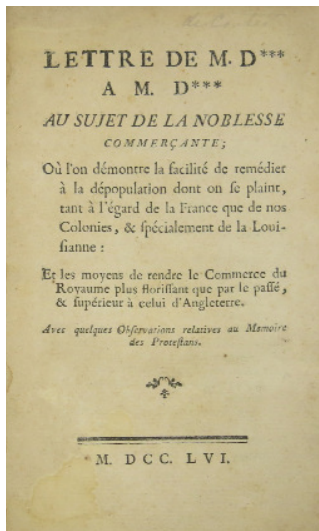 LETTRE DE M. D***
A M. D***
AU SUJET DE LA NOBLESSE
COMMERÇANTE;
Où l'on démontre la facilité de remédier
à la dépopulation dont on se plaint,
tant à l'égard de la France que de nos
Colonies, & spécialement de la Loui-
sianne :
Et les moyens de rendre le Commerce du
Royaume plus florissant que par le passé,
& supérieur à celui d'Angleterre.
Avec quelques Observations relatives au Memoire
des Protestans.
M. DCC. LVI.